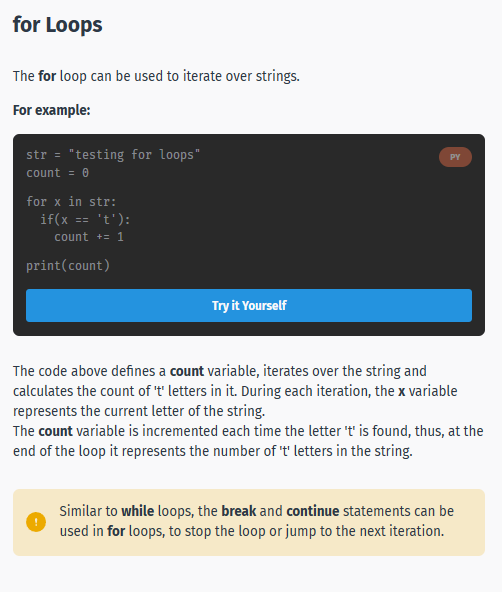 for Loops
The for loop can be used to iterate over strings.
For example:
str = "testing for loops"
PY
count = 0
for x in str:
  if(x == 't'):
    count += 1
print(count)
Try it Yourself
The code above defines a count variable, iterates over the string and
calculates the count of 't' letters in it. During each iteration, the x variable
represents the current letter of the string.
The count variable is incremented each time the letter 't' is found, thus, at the
end of the loop it represents the number of 't' letters in the string.
! Similar to while loops, the break and continue statements can be
used in for loops, to stop the loop or jump to the next iteration.